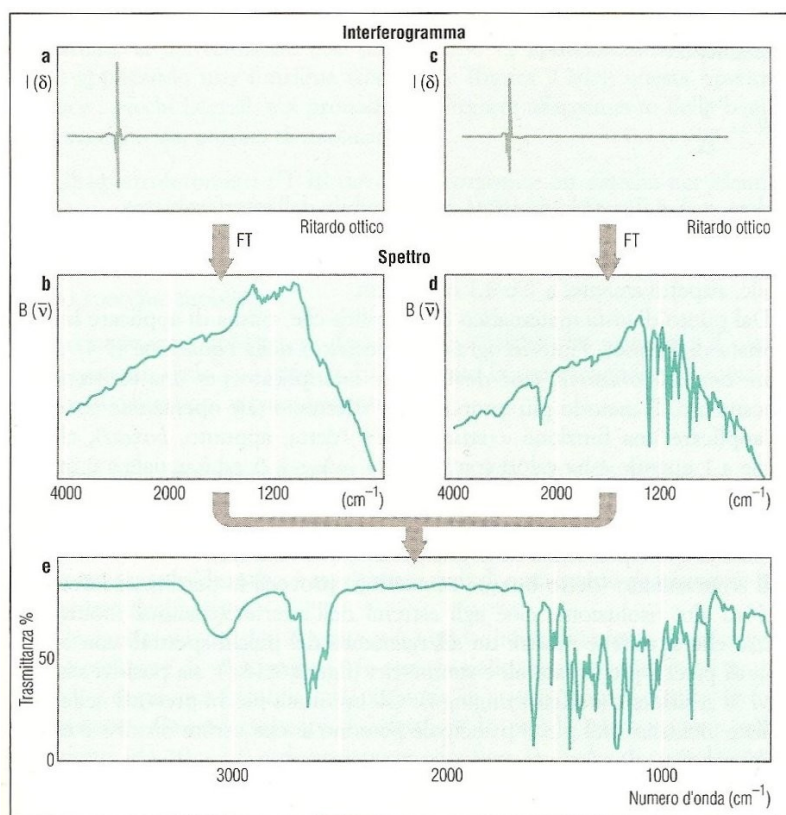 Interferogramma
a
I (δ)
Ritardo ottico
c
I (δ)
Ritardo ottico
FT
FT
Spettro
b
B (ν̄)
4000 2000 1200 (cm⁻¹)
d
B (ν̄)
4000 2000 1200 (cm⁻¹)
e
Trasmittanza %
50
0
3000 2000 1000
Numero d'onda (cm⁻¹)